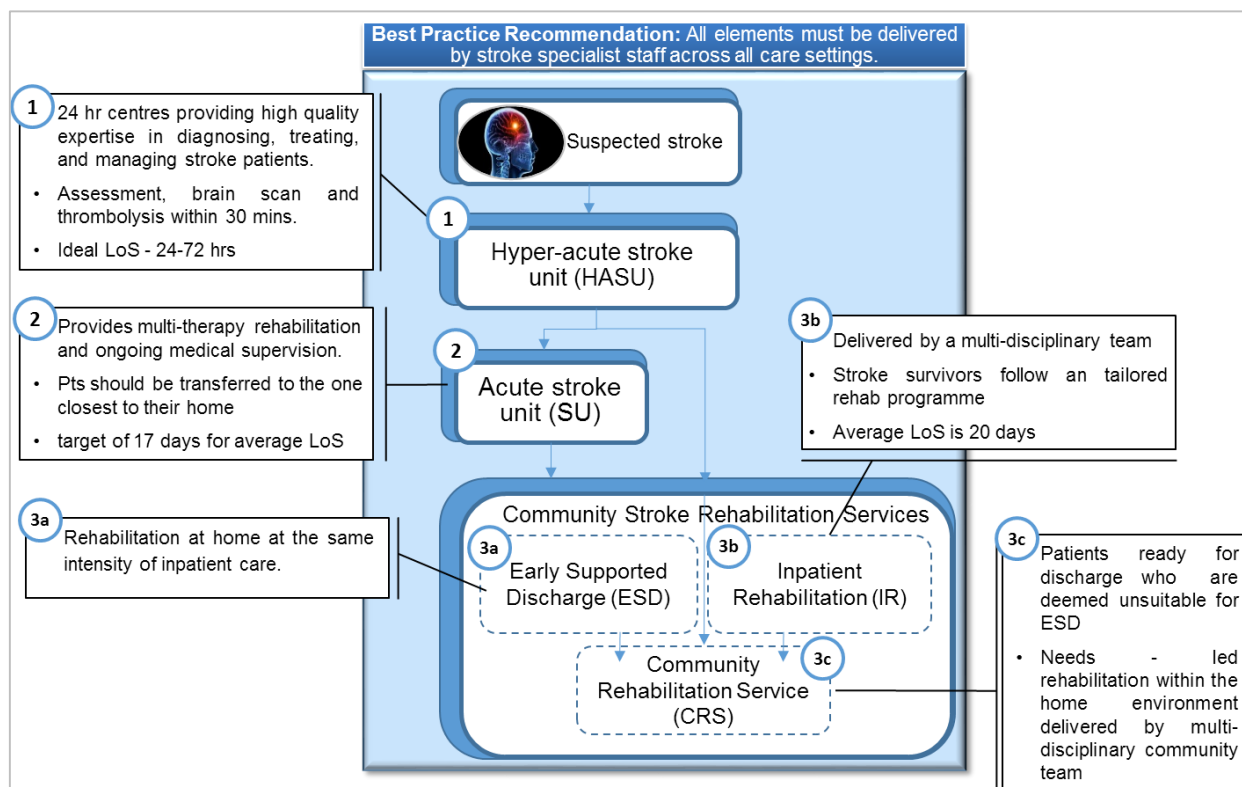 Best Practice Recommendation: All elements must be delivered
by stroke specialist staff across all care settings.
1
24 hr centres providing high quality
expertise in diagnosing, treating,
and managing stroke patients.
• Assessment, brain scan and
thrombolysis within 30 mins.
• Ideal LoS - 24-72 hrs
Suspected stroke
1
Hyper-acute stroke
unit (HASU)
2
Provides multi-therapy rehabilitation
and ongoing medical supervision.
• Pts should be transferred to the one
closest to their home
• target of 17 days for average LoS
2
Acute stroke
unit (SU)
3b
Delivered by a multi-disciplinary team
• Stroke survivors follow an tailored
rehab programme
• Average LoS is 20 days
3a
Rehabilitation at home at the same
intensity of inpatient care.
Community Stroke Rehabilitation Services
3a
Early Supported
Discharge (ESD)
3b
Inpatient
Rehabilitation (IR)
3c
Community
Rehabilitation Service
(CRS)
3c
Patients ready for
discharge who are
deemed unsuitable for
ESD
• Needs - led
rehabilitation within the
home environment
delivered by multi-
disciplinary community
team